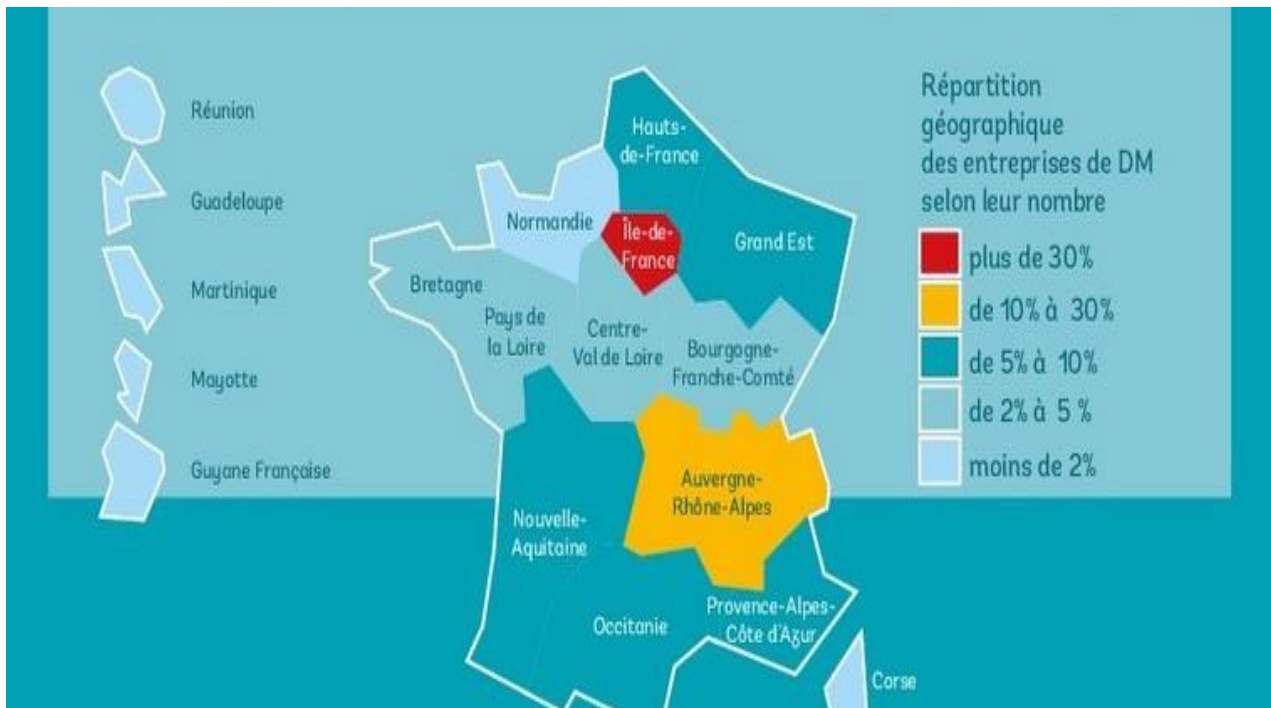 Réunion
Guadeloupe
Martinique
Mayotte
Guyane Française
Hauts-
de-France
Normandie
Île-de-
France
Grand Est
Bretagne
Pays de
la Loire
Centre-
Val de Loire
Bourgogne-
Franche-Comté
Auvergne-
Rhône-Alpes
Nouvelle-
Aquitaine
Occitanie
Provence-Alpes-
Côte d'Azur
Corse
Répartition
géographique
des entreprises de DM
selon leur nombre
plus de 30%
de 10% à 30%
de 5% à 10%
de 2% à 5 %
moins de 2%